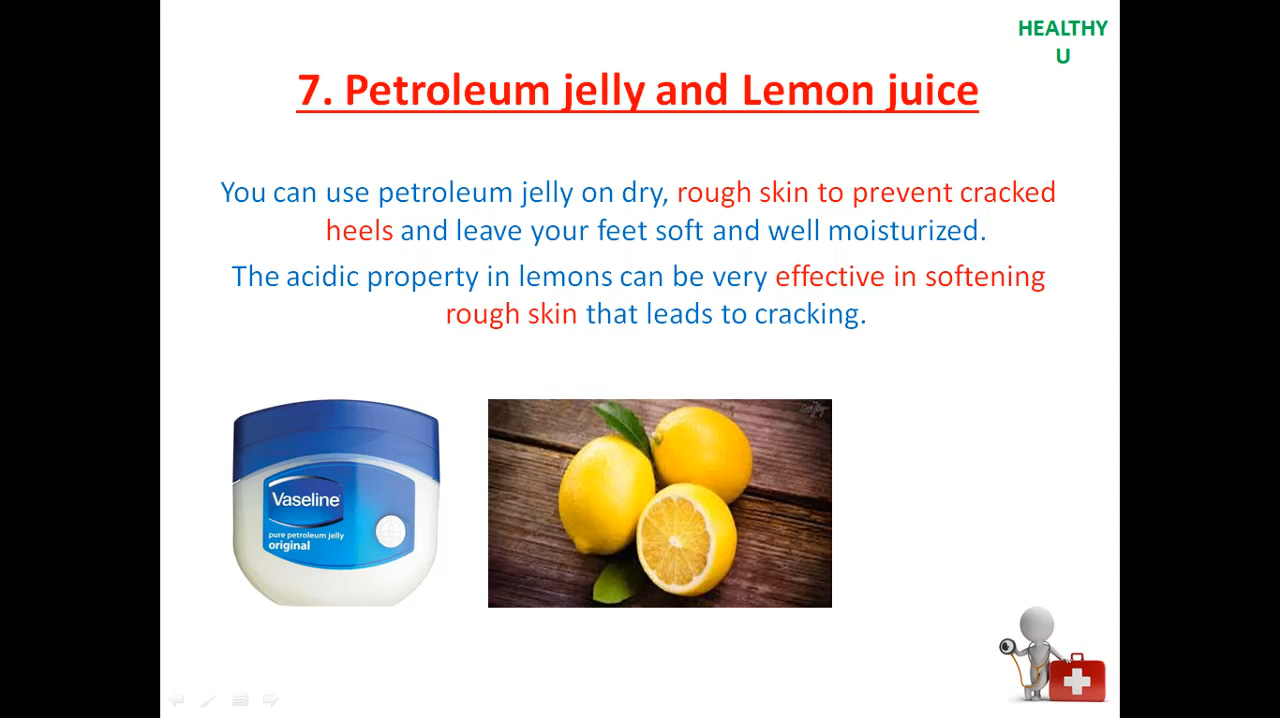 HEALTHY
U
7. Petroleum jelly and Lemon juice
You can use petroleum jelly on dry, rough skin to prevent cracked
heels and leave your feet soft and well moisturized.
The acidic property in lemons can be very effective in softening
rough skin that leads to cracking.
Vaseline
pure petroleum jelly
original